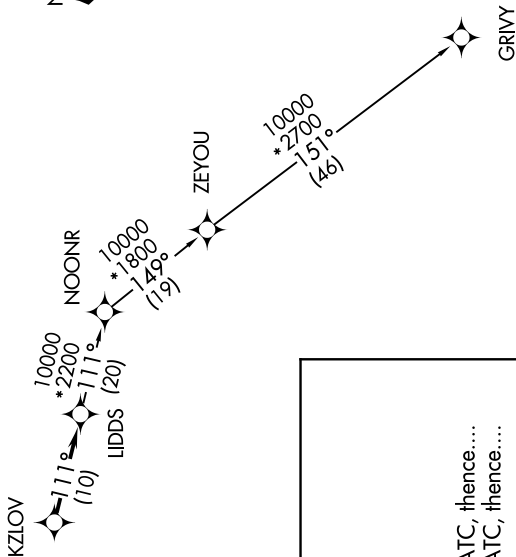 GRIVY
10000
*2700
151°
(46)
ZEYOU
10000
*1800
149°
(19)
NOONR
10000
*2200
111°
(20)
LIDDS
111°
(10)
KZLOV
ATC, thence....
ATC, thence....